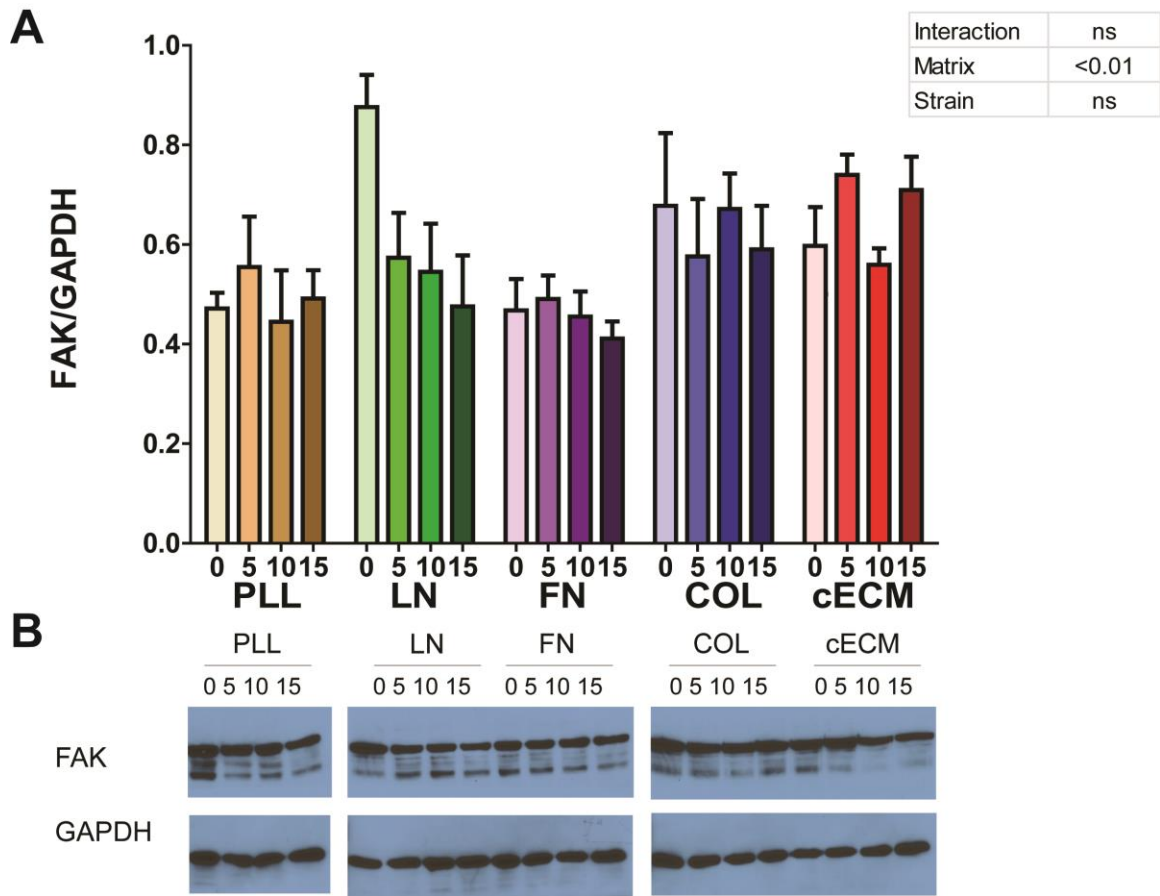 A
Interaction ns
Matrix <0.01
Strain ns
FAK/GAPDH
1.0
0.8
0.6
0.4
0.2
0.0
0 5 10 15 0 5 10 15 0 5 10 15 0 5 10 15 0 5 10 15
PLL LN FN COL cECM
B
PLL LN FN COL cECM
0 5 10 15 0 5 10 15 0 5 10 15 0 5 10 15 0 5 10 15
FAK
GAPDH